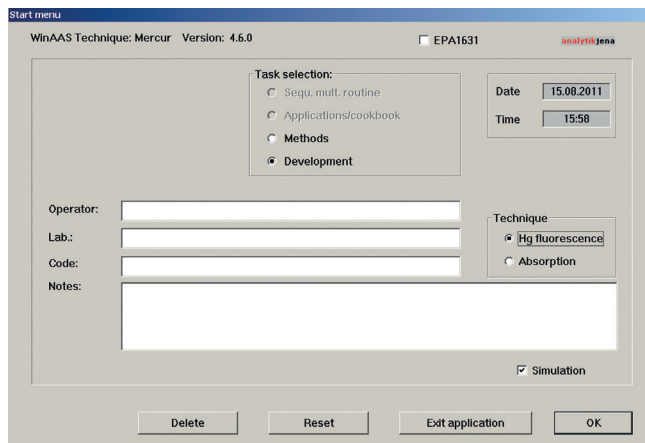 Start menu
WinAAS Technique: Mercur Version: 4.6.0
EPA1631
analytikjena
Task selection:
Sequ. mult. routine
Applications/cookbook
Methods
Development
Date 15.08.2011
Time 15:58
Operator:
Lab.:
Code:
Notes:
Technique
Hg fluorescence
Absorption
Simulation
Delete Reset Exit application OK